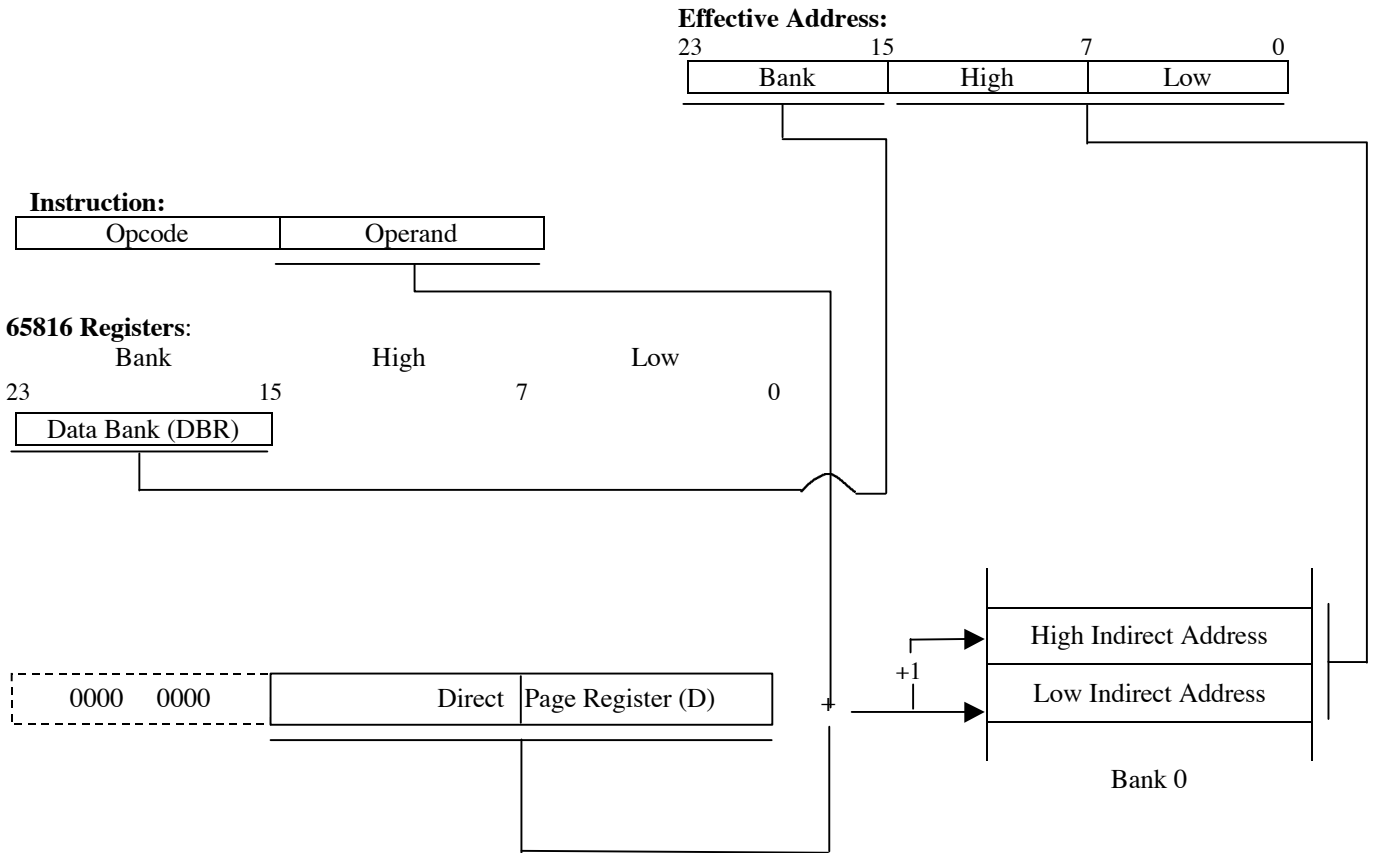 Effective Address:
23 15 7 0
Bank High Low
Instruction:
Opcode Operand
65816 Registers:
Bank High Low
23 15 7 0
Data Bank (DBR)
High Indirect Address
+1
0000 0000 Direct Page Register (D) + Low Indirect Address
Bank 0